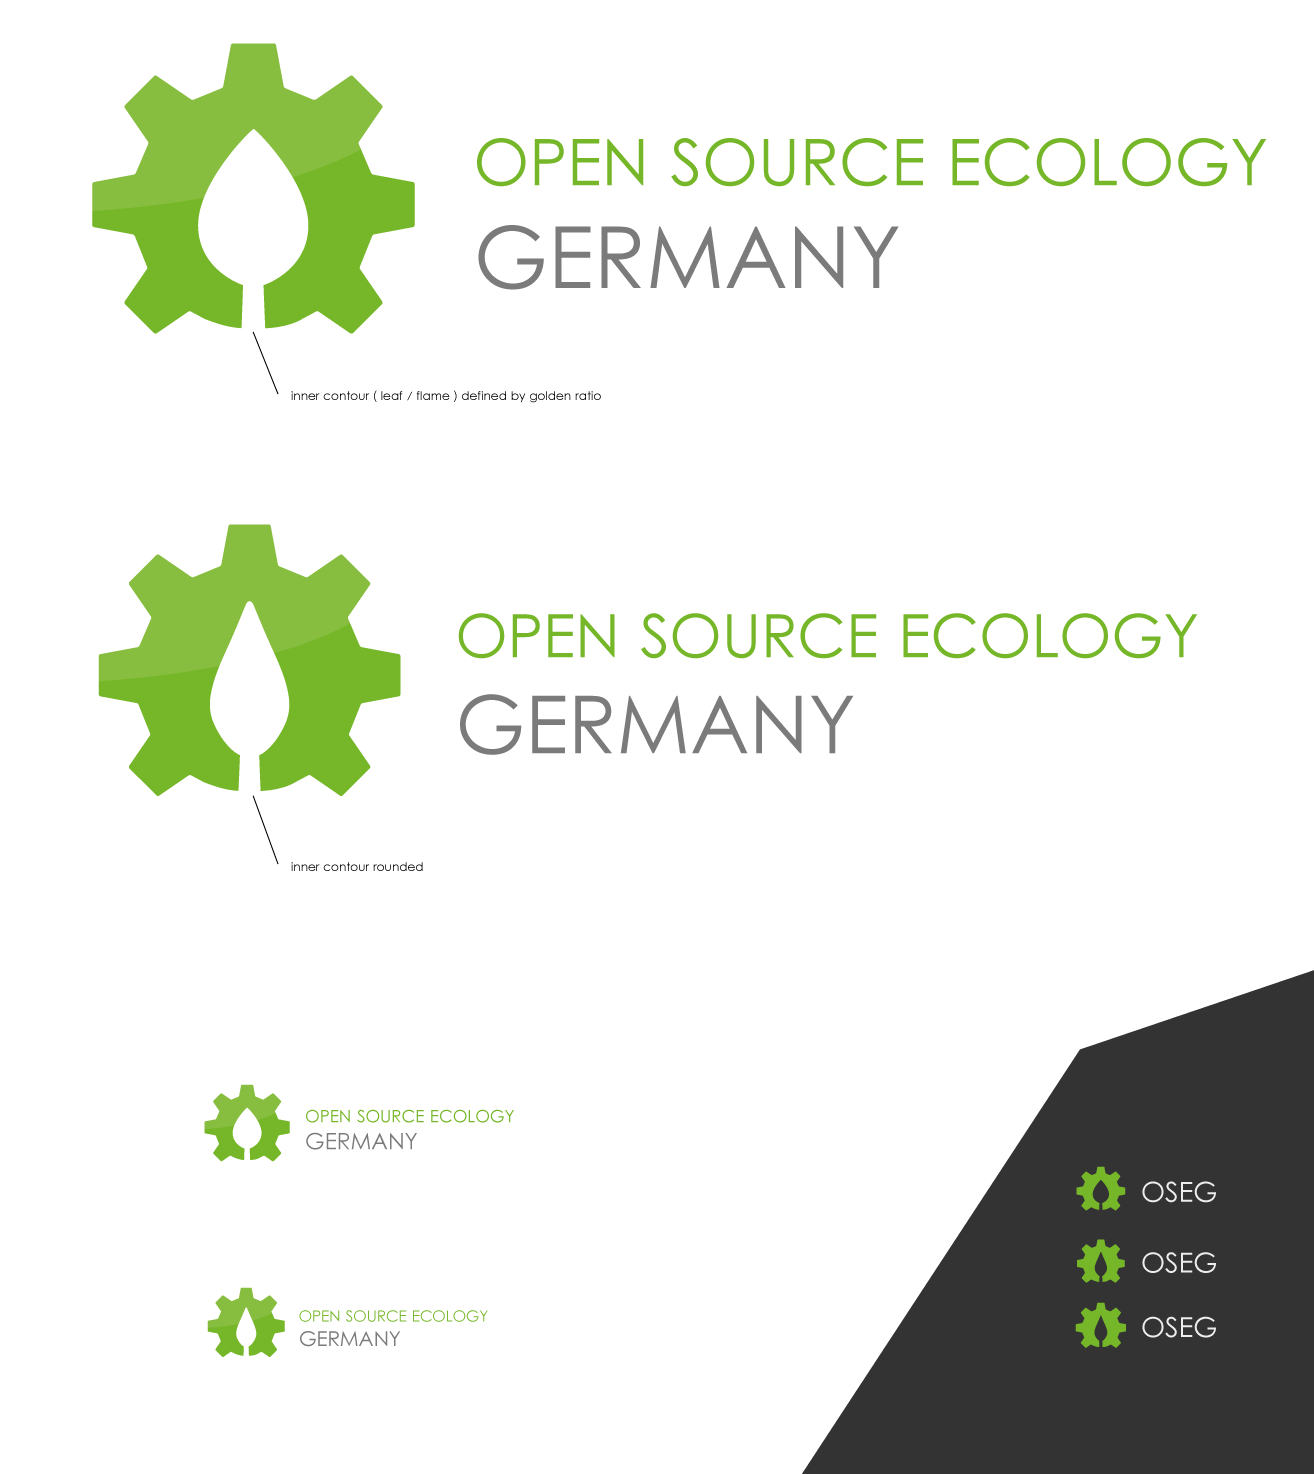 OPEN SOURCE ECOLOGY
GERMANY
inner contour ( leaf / flame ) defined by golden ratio
OPEN SOURCE ECOLOGY
GERMANY
inner contour rounded
OPEN SOURCE ECOLOGY
GERMANY
OPEN SOURCE ECOLOGY
GERMANY
OSEG
OSEG
OSEG